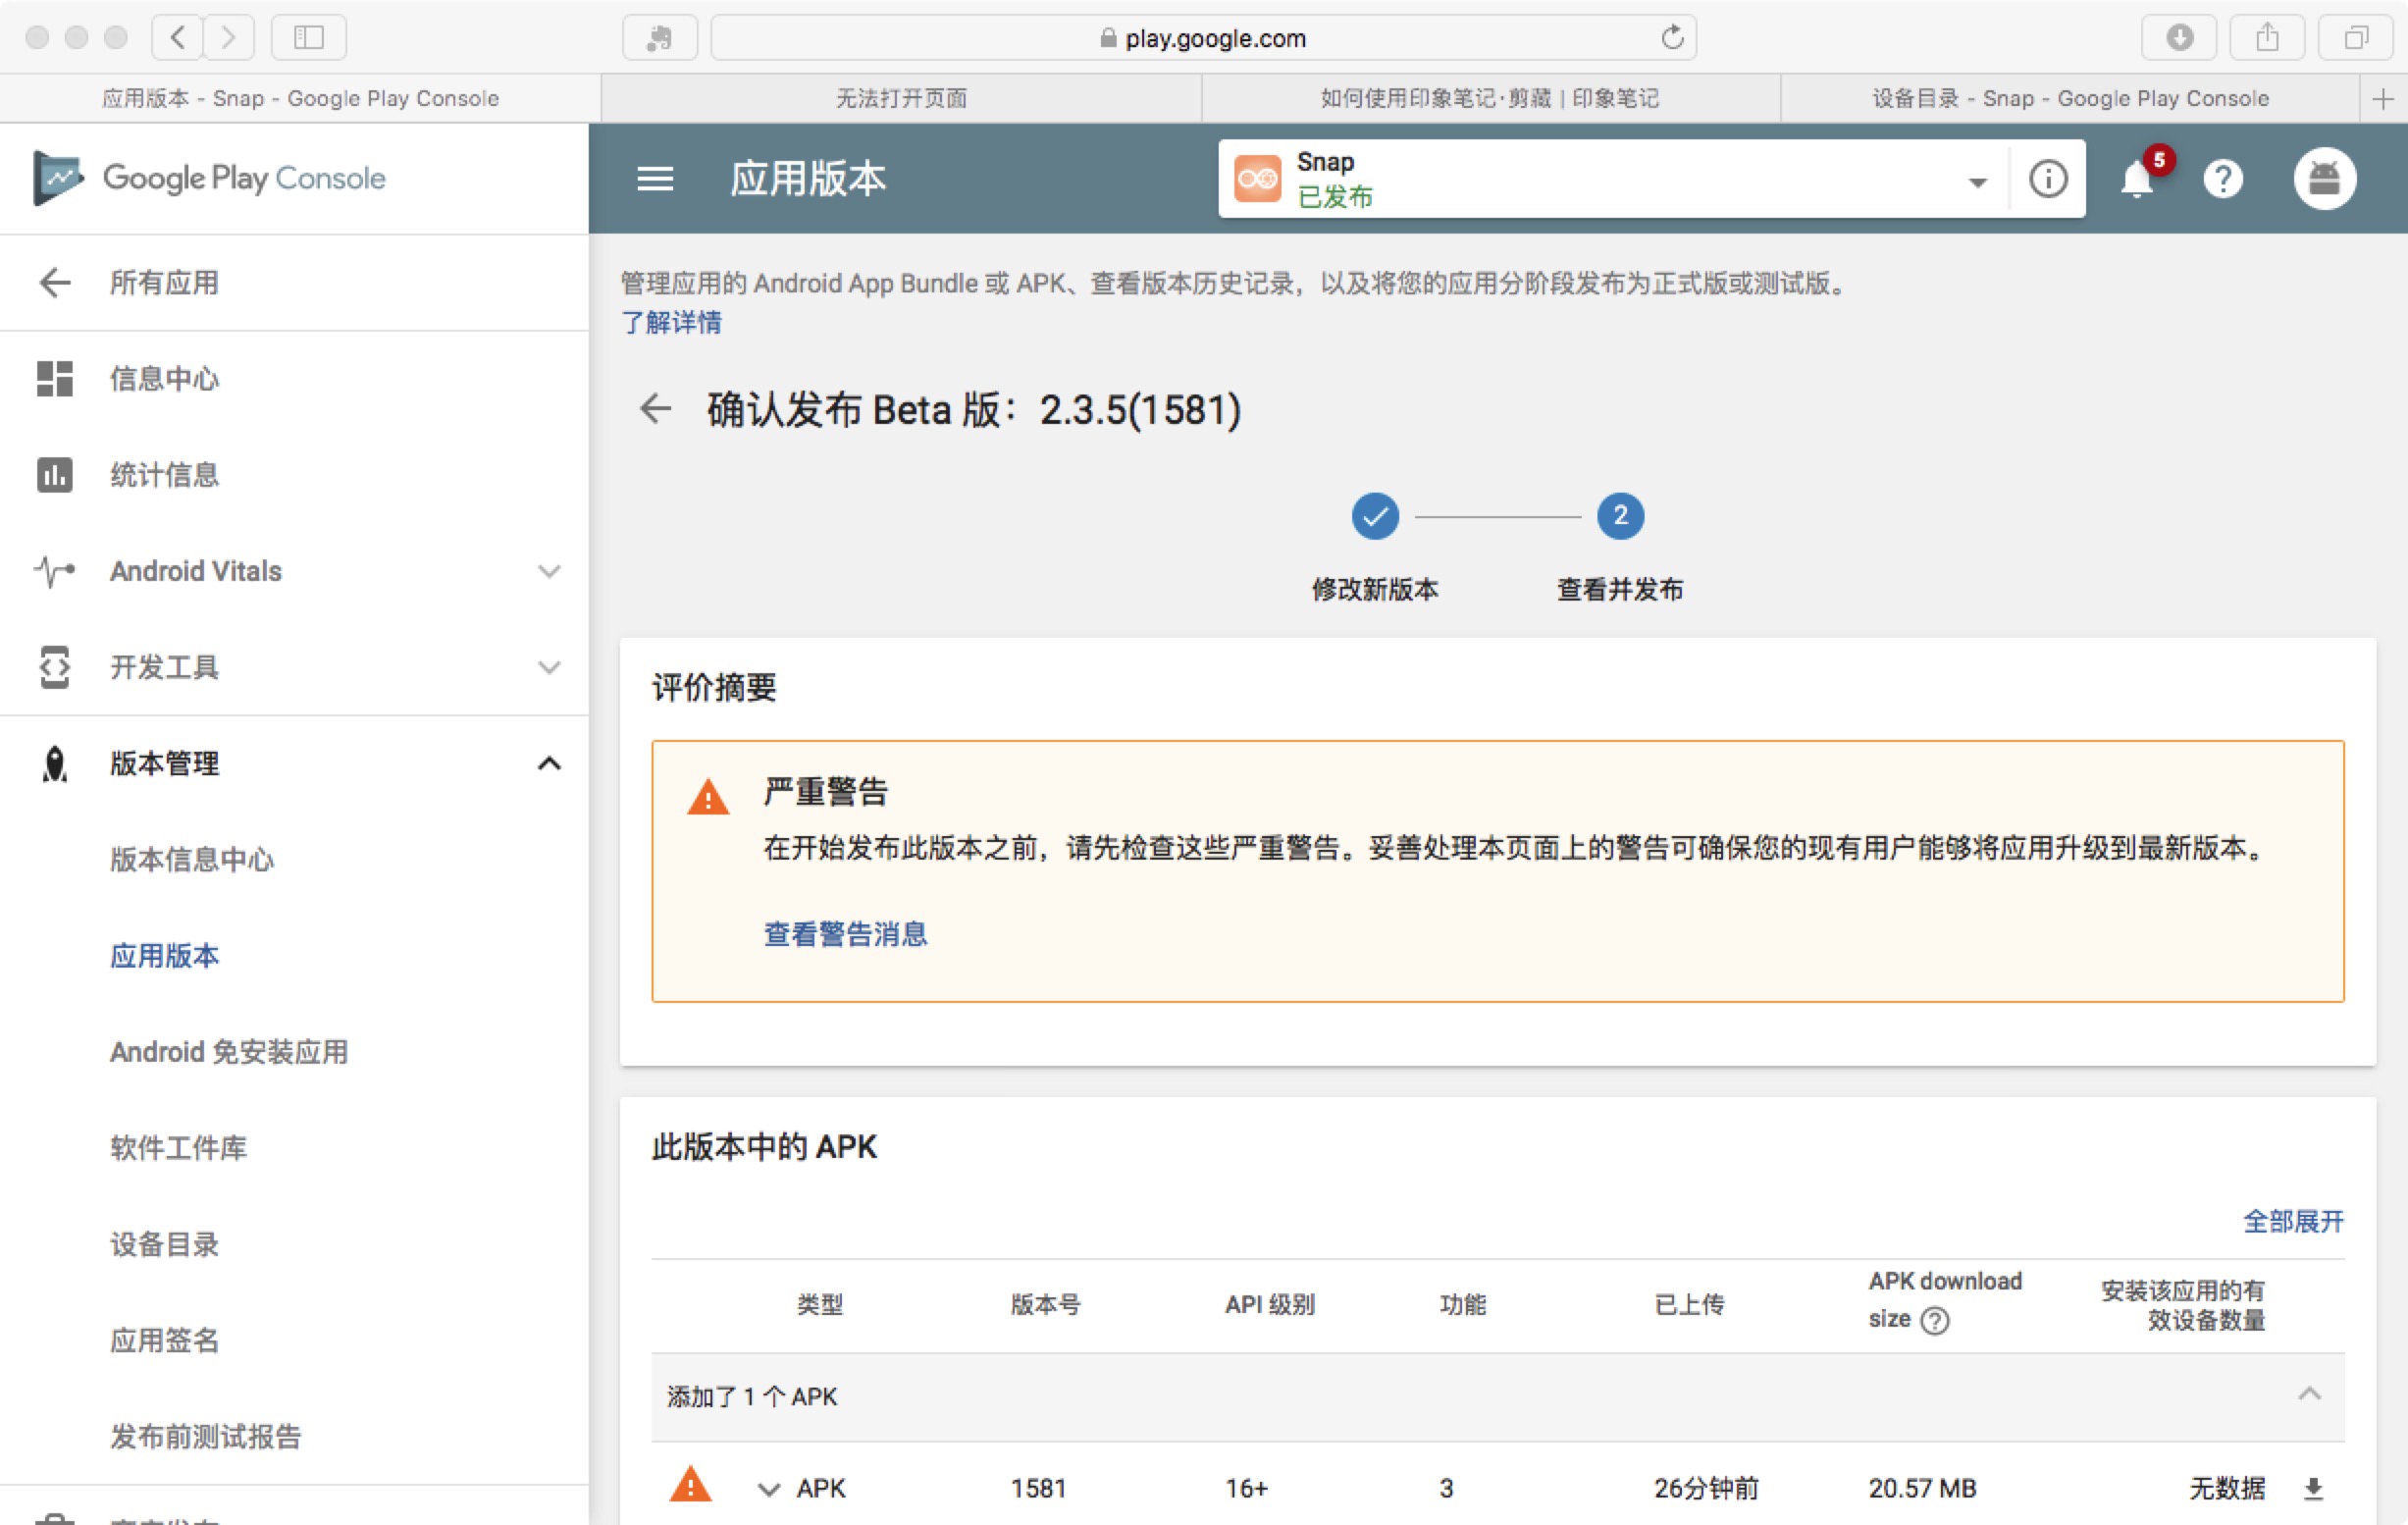 play.google.com
应用版本 - Snap - Google Play Console
无法打开页面
如何使用印象笔记·剪藏 | 印象笔记
设备目录 - Snap - Google Play Console
Google Play Console
应用版本
Snap
已发布
5
所有应用
信息中心
统计信息
Android Vitals
开发工具
版本管理
版本信息中心
应用版本
Android 免安装应用
软件工件库
设备目录
应用签名
发布前测试报告
管理应用的 Android App Bundle 或 APK、查看版本历史记录，以及将您的应用分阶段发布为正式版或测试版。
了解详情
确认发布 Beta 版：2.3.5(1581)
2
修改新版本
查看并发布
评价摘要
严重警告
在开始发布此版本之前，请先检查这些严重警告。妥善处理本页面上的警告可确保您的现有用户能够将应用升级到最新版本。
查看警告消息
此版本中的 APK
全部展开
类型 版本号 API 级别 功能 已上传 APK download size 安装该应用的有效设备数量
添加了 1 个 APK
APK 1581 16+ 3 26分钟前 20.57 MB 无数据